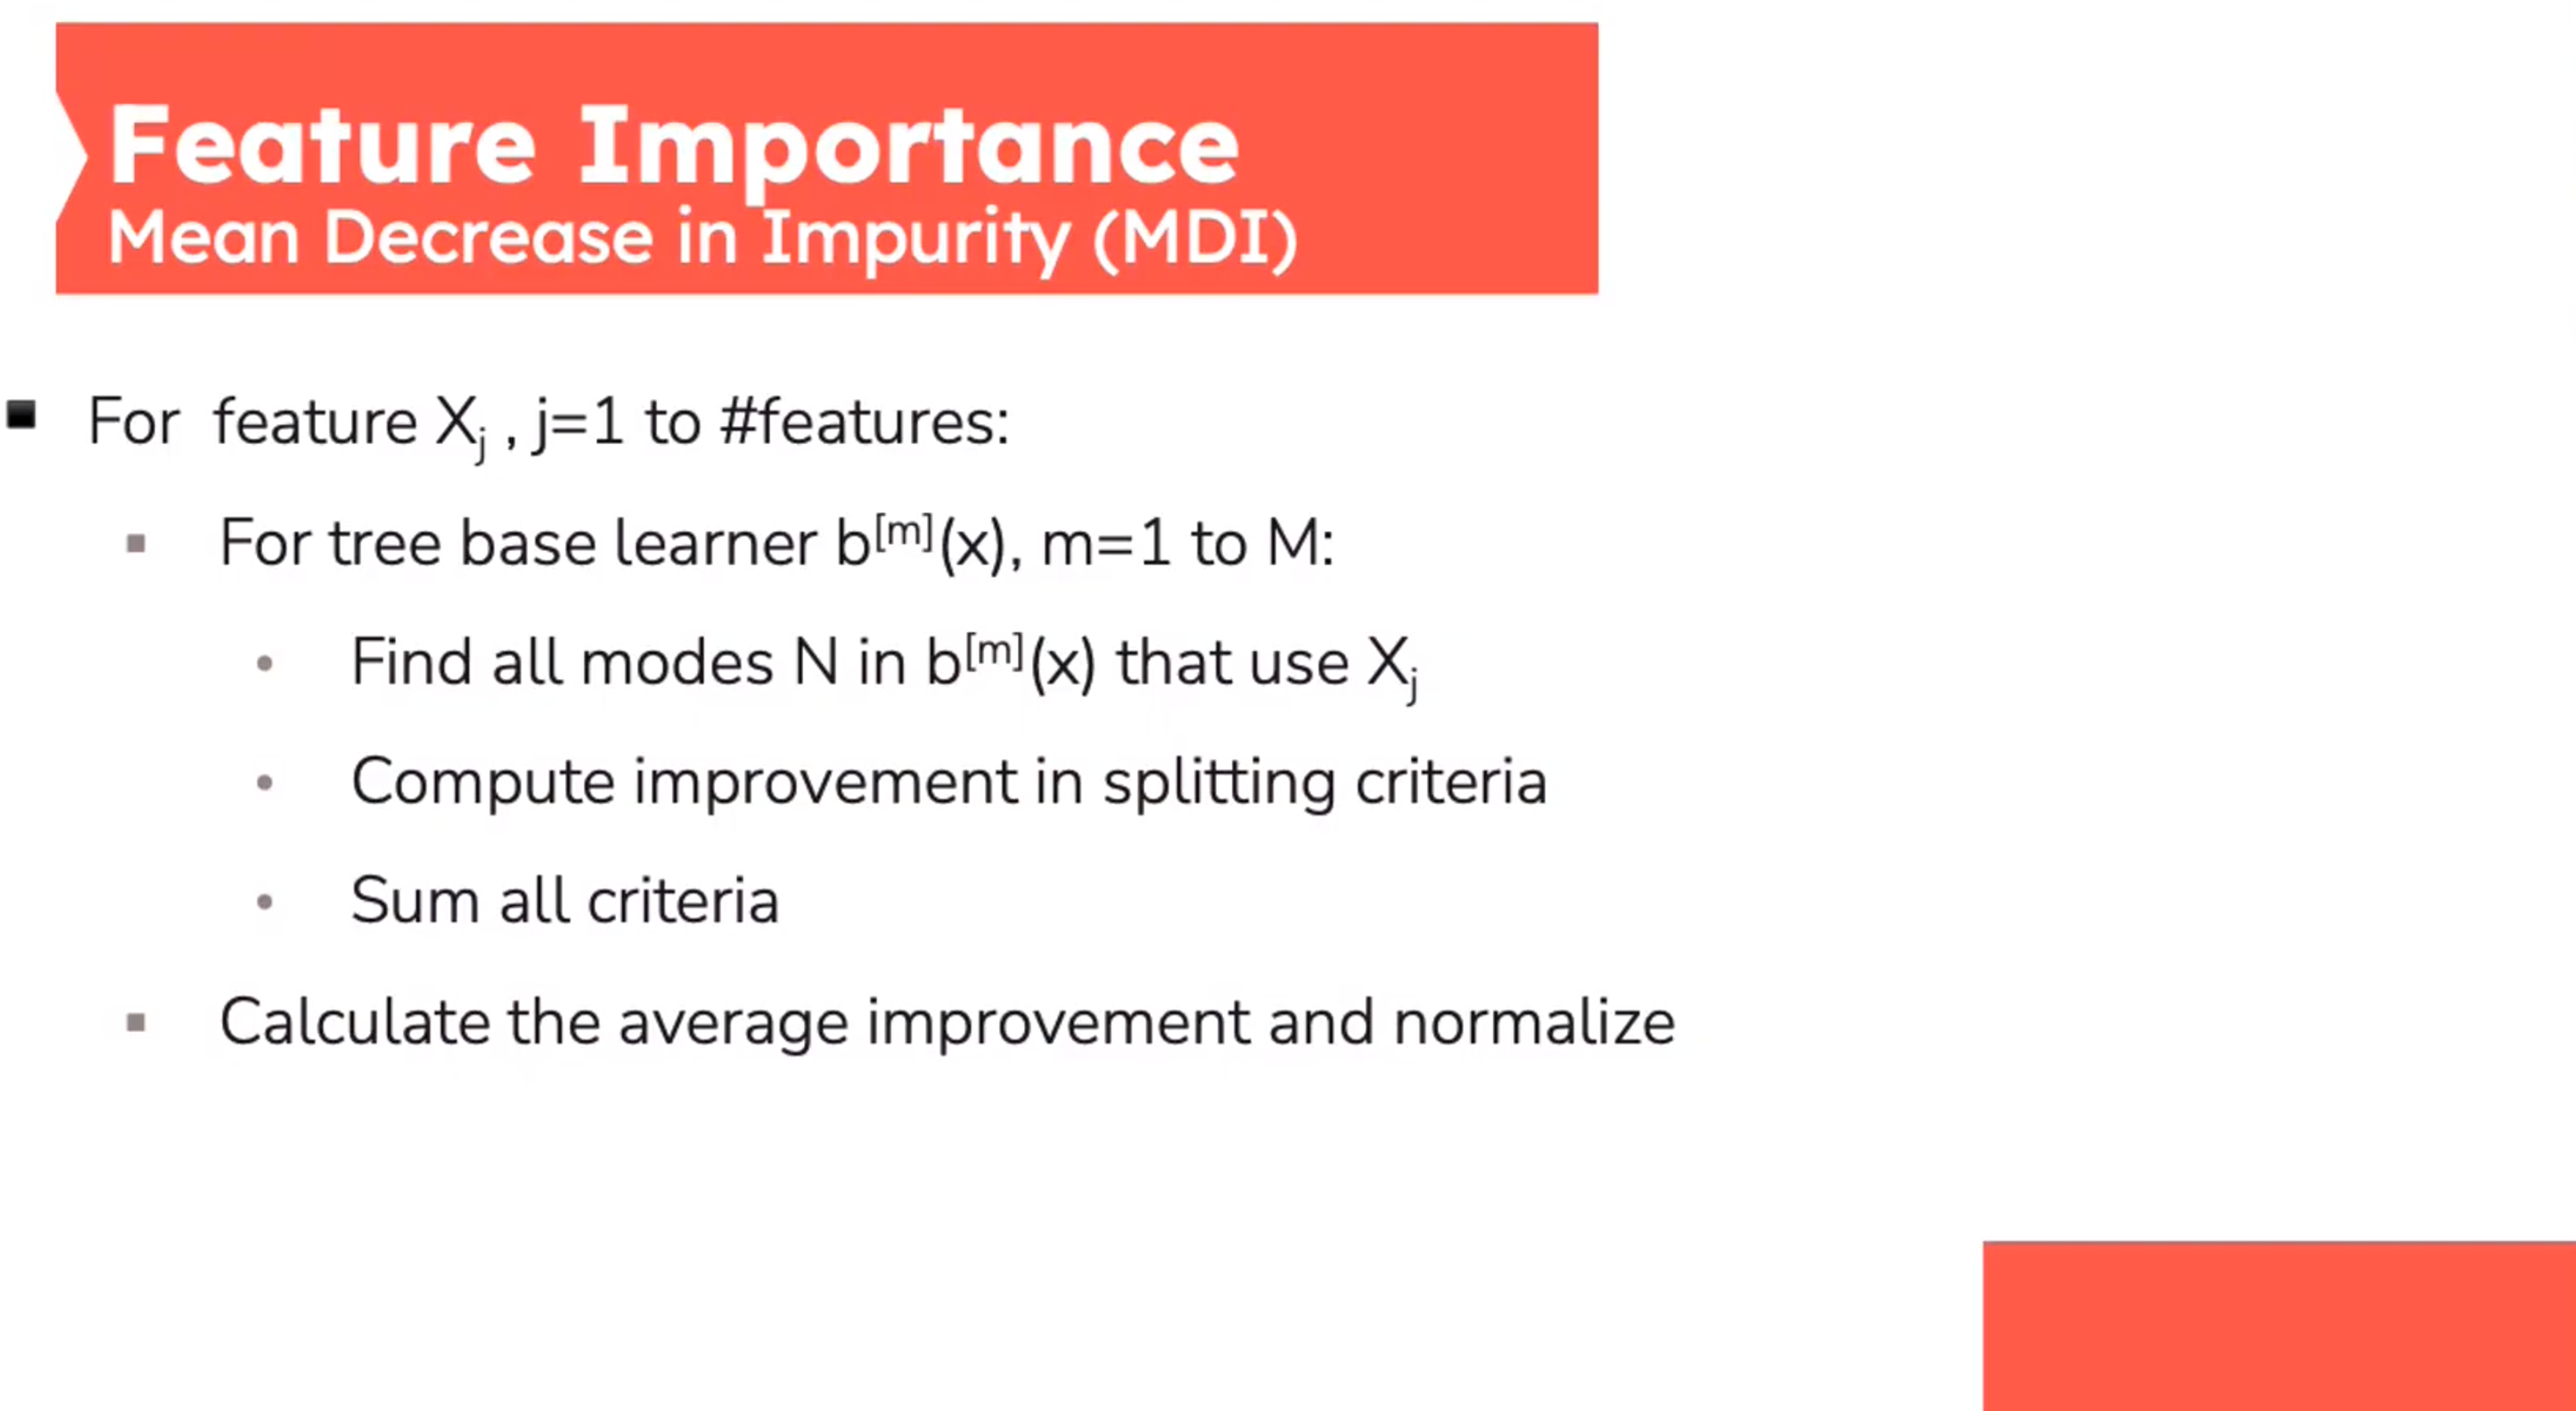 Feature Importance
Mean Decrease in Impurity (MDI)
For feature Xj , j=1 to #features:
For tree base learner b[m](x), m=1 to M:
Find all modes N in b[m](x) that use Xj
Compute improvement in splitting criteria
Sum all criteria
Calculate the average improvement and normalize